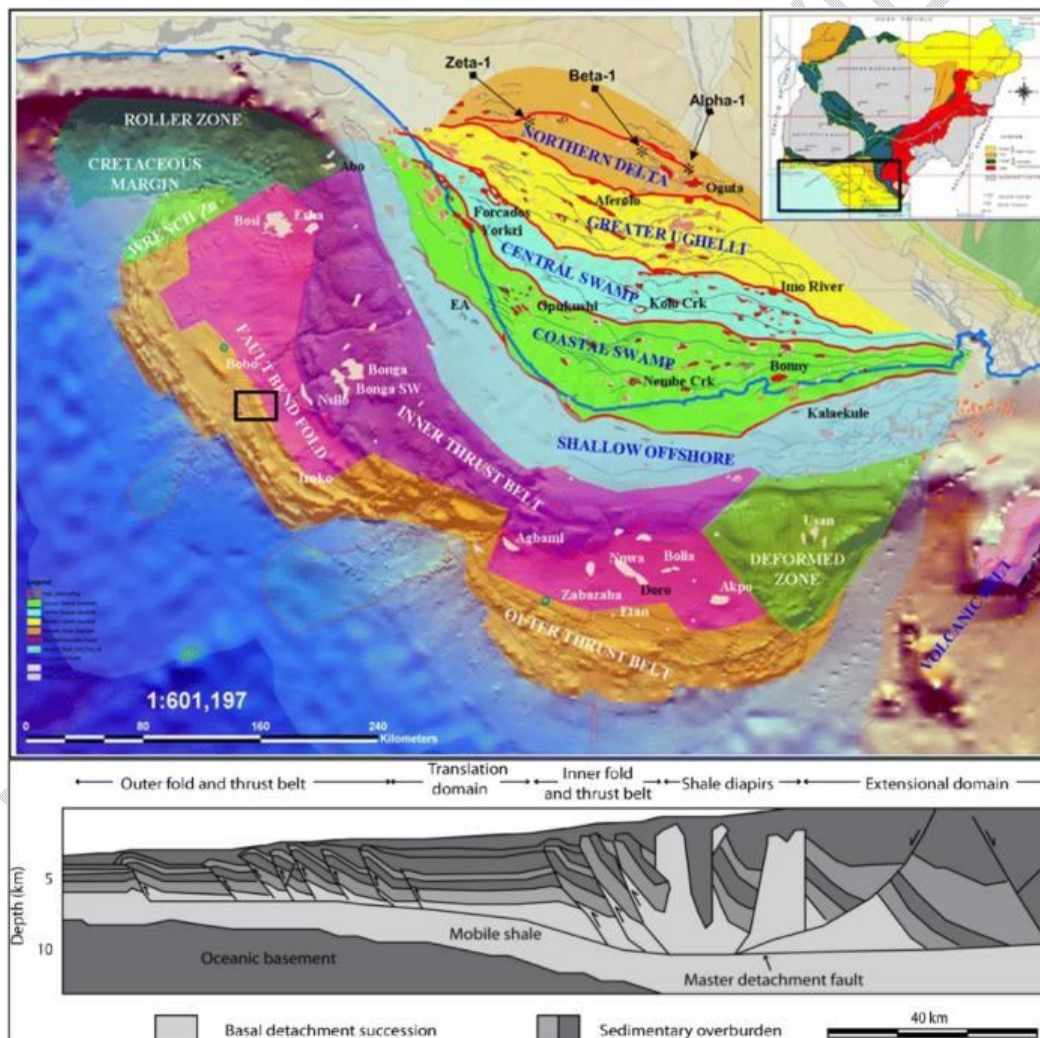 Zeta-1
Beta-1
Alpha-1
ROLLER ZONE
CRETACEOUS
MARGIN
WRENCH Zn
Abo
NORTHERN DELTA
Oguta
Bosi
Erha
Forcados
Yorkri
Aferolo
GREATER UGHELLI
CENTRAL SWAMP
Imo River
EA
Opukushi
Kolo Crk
COASTAL SWAMP
Bobo
Bonga
Bonga SW
Nsilo
Nembe Crk
Bonny
Kalaekule
FAULT BEND FOLD
INNER THRUST BELT
SHALLOW OFFSHORE
Iroko
Agbami
Nnwa
Bolia
Usan
DEFORMED
ZONE
Doro
Zabazaba
Akpo
Etan
OUTER THRUST BELT
VOLCANIC BELT
Legend
1:601,197
0 80 160 240
Kilometers
Outer fold and thrust belt
Translation
domain
Inner fold
and thrust belt
Shale diapirs
Extensional domain
Depth (km)
5
10
Mobile shale
Oceanic basement
Master detachment fault
Basal detachment succession
Sedimentary overburden
40 km